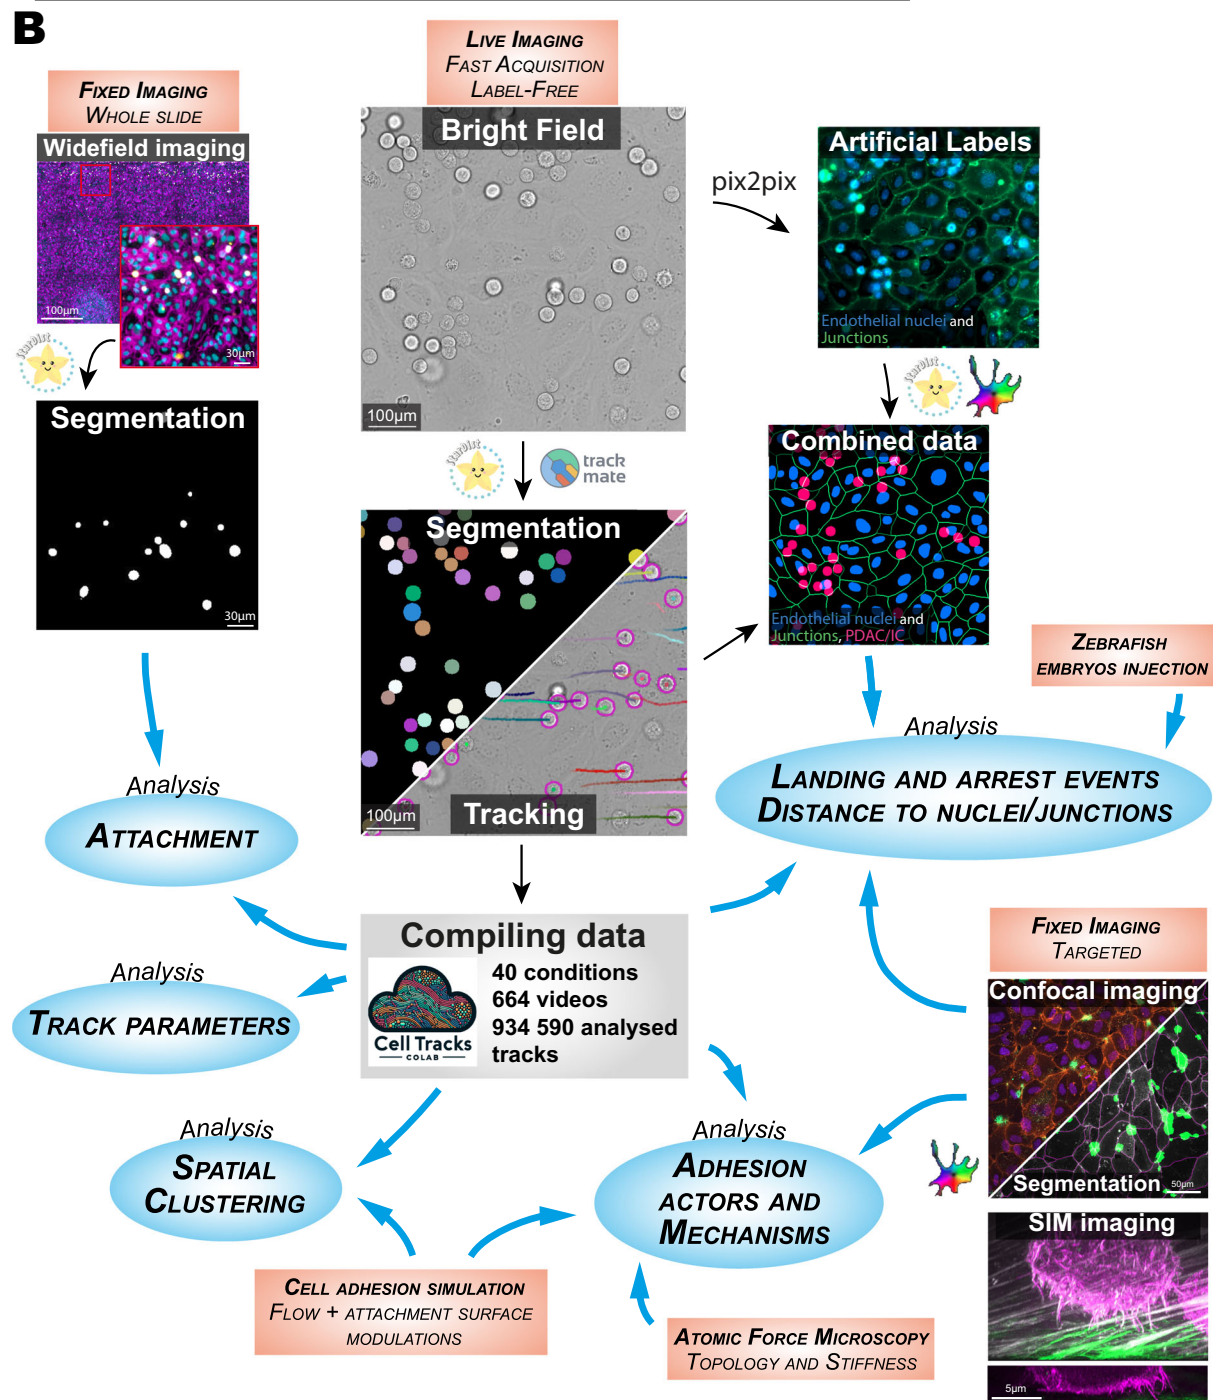 B
LIVE IMAGING
FAST ACQUISITION
LABEL-FREE
FIXED IMAGING
WHOLE SLIDE
Widefield imaging
100µm
30µm
StarDist
Segmentation
30µm
Bright Field
100µm
pix2pix
Artificial Labels
Endothelial nuclei and
Junctions
StarDist
StarDist
track
mate
Combined data
Endothelial nuclei and
Junctions, PDAC/IC
Segmentation
100µm
Tracking
ZEBRAFISH
EMBRYOS INJECTION
Analysis
LANDING AND ARREST EVENTS
DISTANCE TO NUCLEI/JUNCTIONS
Analysis
ATTACHMENT
Compiling data
Cell Tracks
COLAB
40 conditions
664 videos
934 590 analysed
tracks
Analysis
TRACK PARAMETERS
FIXED IMAGING
TARGETED
Confocal imaging
Segmentation
50µm
Analysis
SPATIAL
CLUSTERING
Analysis
ADHESION
ACTORS AND
MECHANISMS
SIM imaging
5µm
CELL ADHESION SIMULATION
FLOW + ATTACHMENT SURFACE
MODULATIONS
ATOMIC FORCE MICROSCOPY
TOPOLOGY AND STIFFNESS